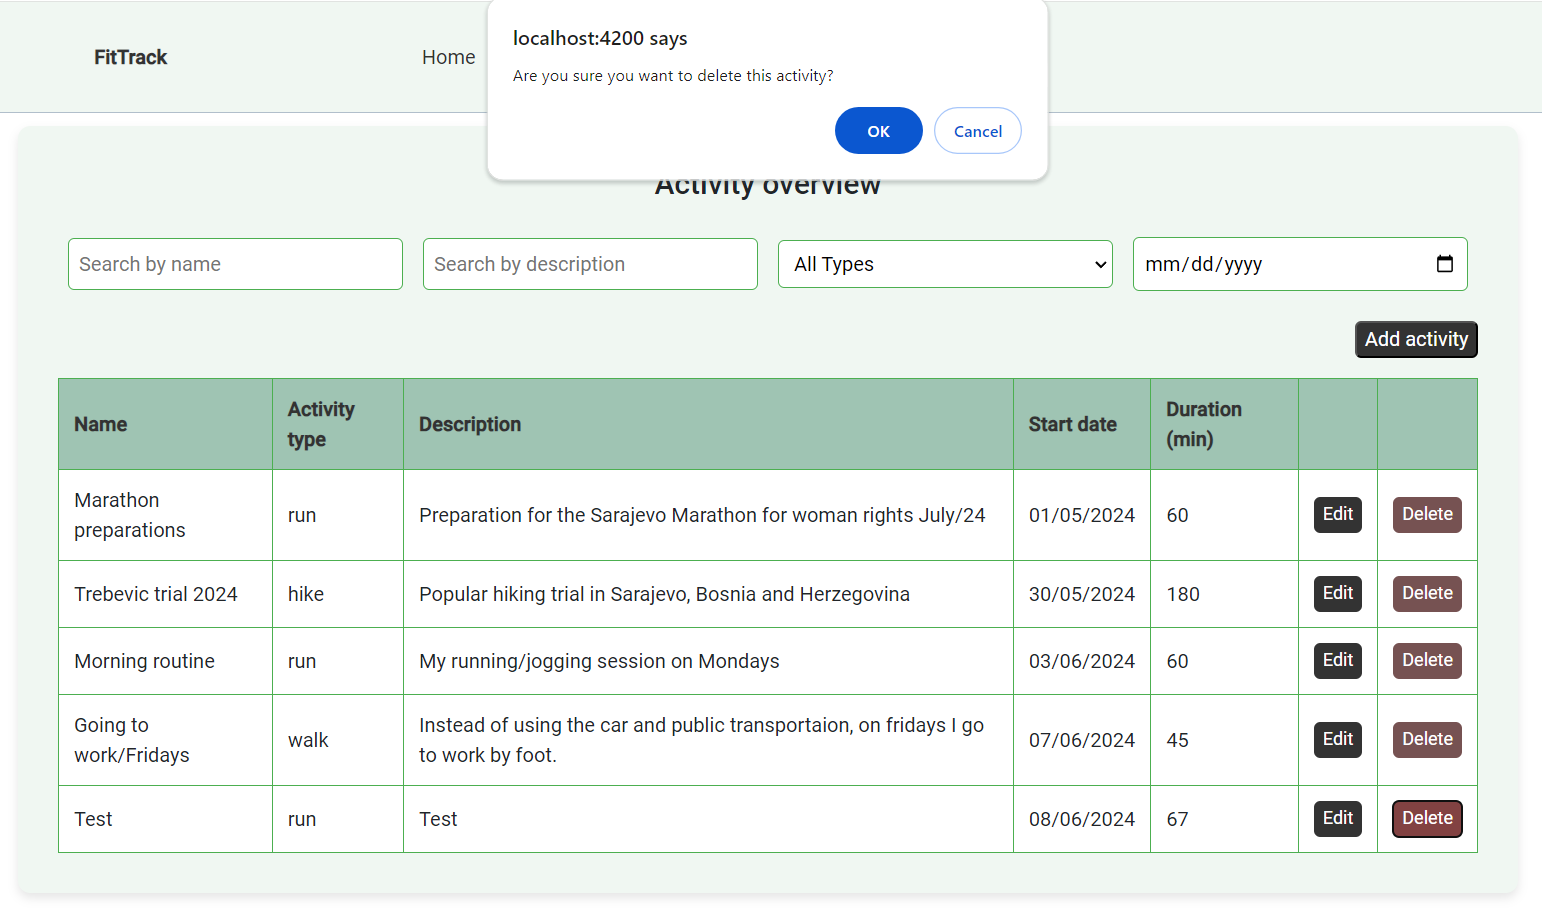 FitTrack
Home
localhost:4200 says
Are you sure you want to delete this activity?
OK
Cancel
Activity overview
Search by name
Search by description
All Types
mm/dd/yyyy
Add activity
Name
Activity
type
Description
Start date
Duration
(min)
Marathon
preparations
run
Preparation for the Sarajevo Marathon for woman rights July/24
01/05/2024
60
Edit
Delete
Trebevic trial 2024
hike
Popular hiking trial in Sarajevo, Bosnia and Herzegovina
30/05/2024
180
Edit
Delete
Morning routine
run
My running/jogging session on Mondays
03/06/2024
60
Edit
Delete
Going to
work/Fridays
walk
Instead of using the car and public transportaion, on fridays I go
to work by foot.
07/06/2024
45
Edit
Delete
Test
run
Test
08/06/2024
67
Edit
Delete